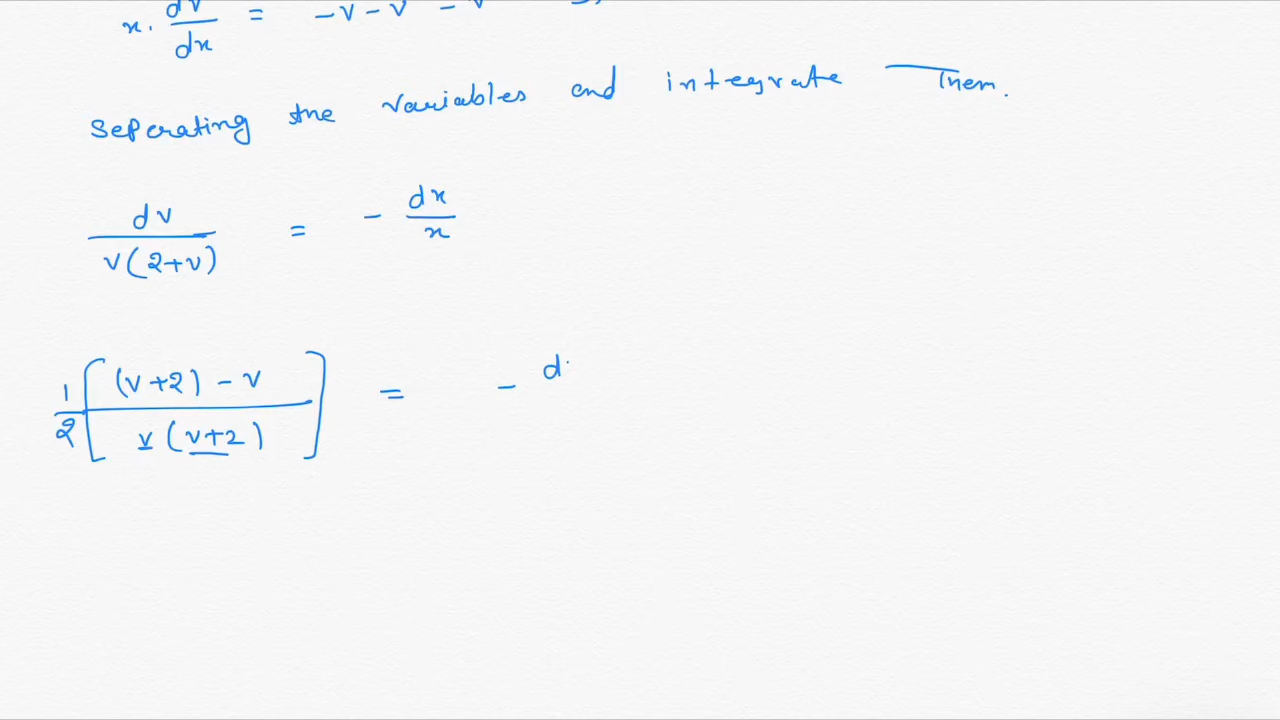 x. dv/dx = -v - v - v
Seperating the variables and integrate Them.
dv/v(2+v) = - dx/x
1/2 [(v+2) - v / v(v+2)] = - d